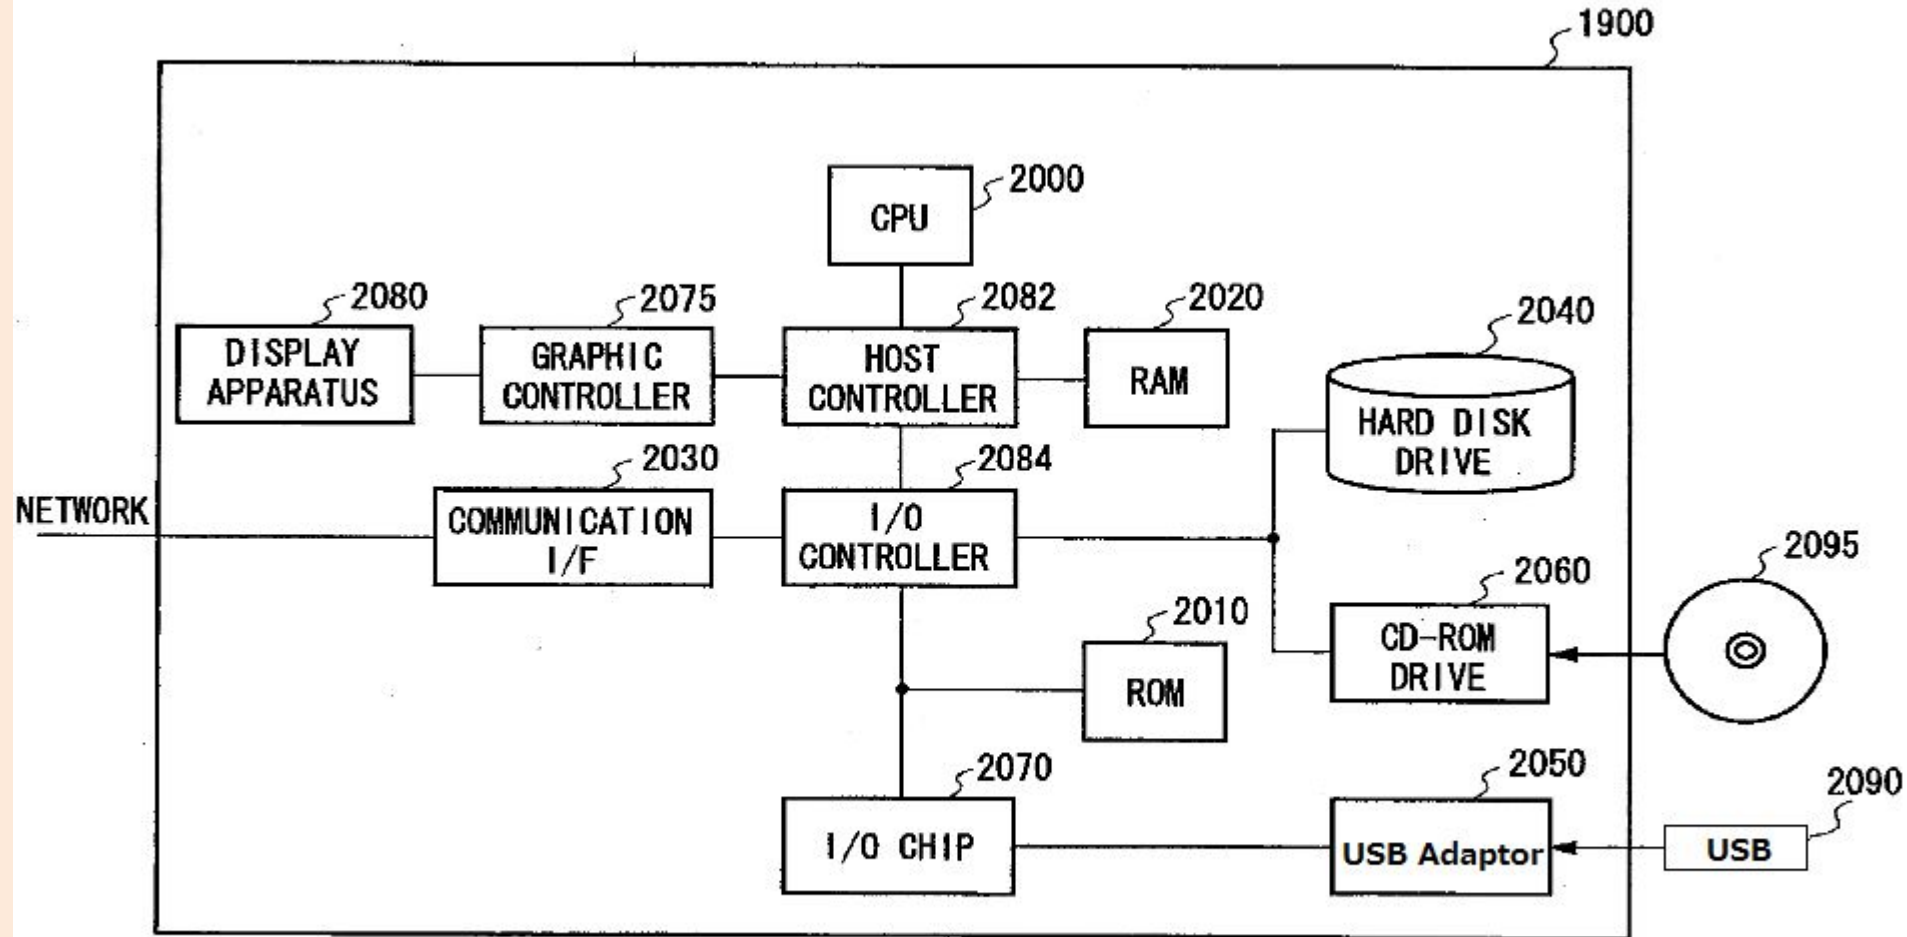 1900
2000
CPU
2080
2075
2082
2020
2040
DISPLAY
APPARATUS
GRAPHIC
CONTROLLER
HOST
CONTROLLER
RAM
HARD DISK
DRIVE
2030
2084
NETWORK
COMMUNICATION
I/F
I/O
CONTROLLER
2095
2060
2010
CD-ROM
DRIVE
ROM
2070
2050
2090
I/O CHIP
USB Adaptor
USB